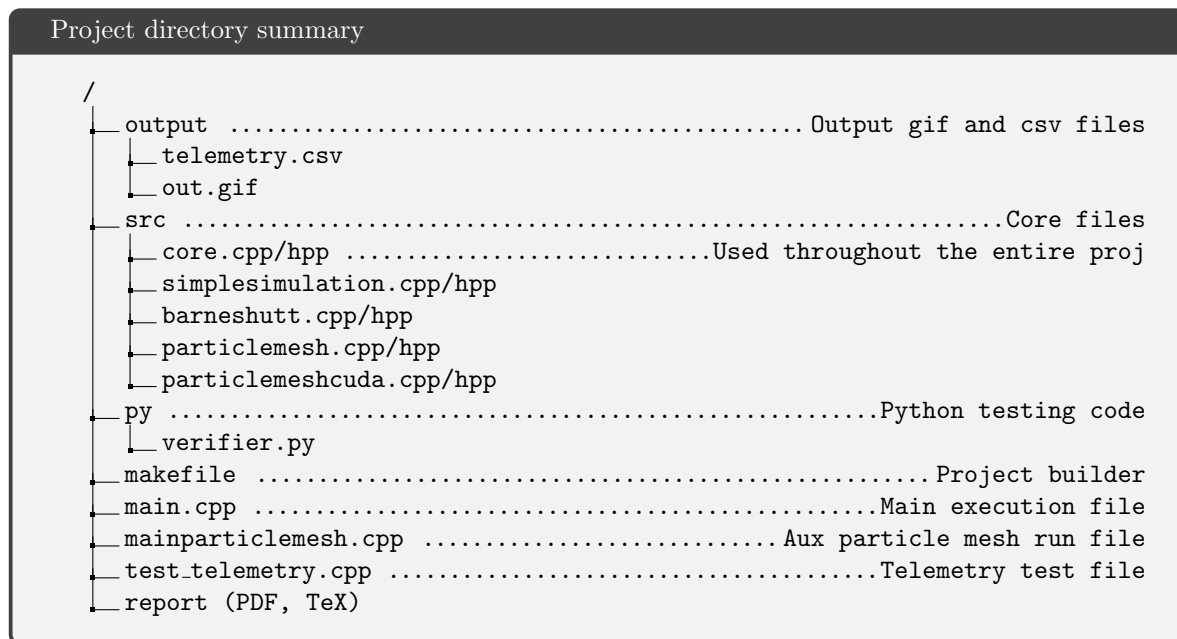 Project directory summary
/
output ............................................... Output gif and csv files
telemetry.csv
out.gif
src ...................................................................Core files
core.cpp/hpp ..............................Used throughout the entire proj
simplesimulation.cpp/hpp
barneshutt.cpp/hpp
particlemesh.cpp/hpp
particlemeshcuda.cpp/hpp
py ..........................................................Python testing code
verifier.py
makefile ....................................................... Project builder
main.cpp ...................................................Main execution file
mainparticlemesh.cpp ............................. Aux particle mesh run file
test_telemetry.cpp ........................................Telemetry test file
report (PDF, TeX)